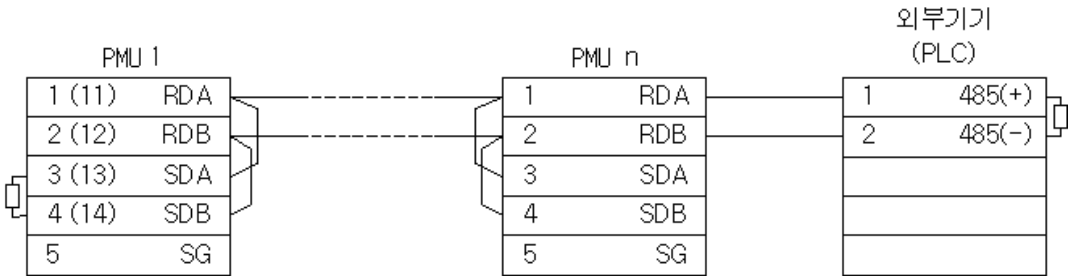 외부기기
(PLC)
PMU 1
PMU n
1 (11) RDA
1 RDA
1 485(+)
2 (12) RDB
2 RDB
2 485(-)
3 (13) SDA
3 SDA
4 (14) SDB
4 SDB
5 SG
5 SG